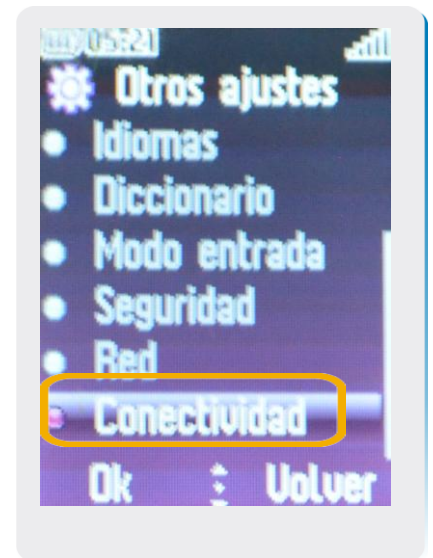 05:21
Otros ajustes
Idiomas
Diccionario
Modo entrada
Seguridad
Red
Conectividad
Ok Volver